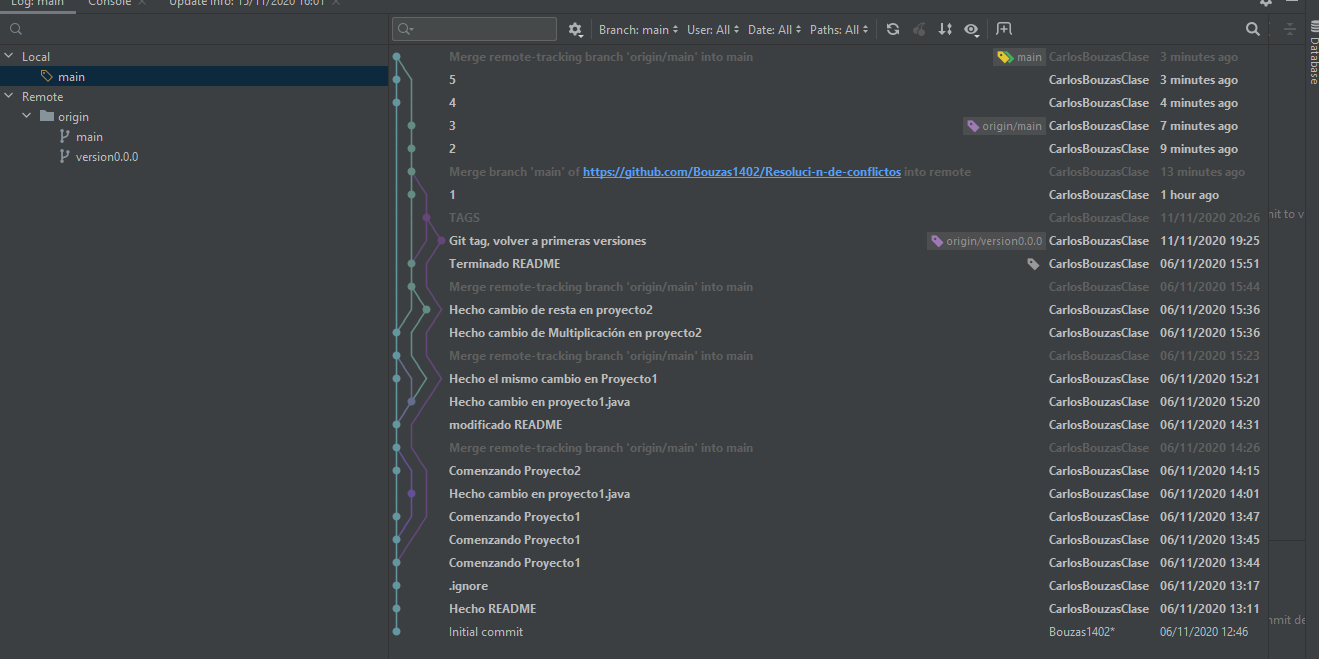 Log: main Console × Update Info: 15/11/2020 16:01 ×
Branch: main User: All Date: All Paths: All
Local
main
Remote
origin
main
version0.0.0
Merge remote-tracking branch 'origin/main' into main main CarlosBouzasClase 3 minutes ago
5 CarlosBouzasClase 3 minutes ago
4 CarlosBouzasClase 4 minutes ago
3 origin/main CarlosBouzasClase 7 minutes ago
2 CarlosBouzasClase 9 minutes ago
Merge branch 'main' of https://github.com/Bouzas1402/Resoluci-n-de-conflictos into remote CarlosBouzasClase 13 minutes ago
1 CarlosBouzasClase 1 hour ago
TAGS CarlosBouzasClase 11/11/2020 20:26
Git tag, volver a primeras versiones origin/version0.0.0 CarlosBouzasClase 11/11/2020 19:25
Terminado README CarlosBouzasClase 06/11/2020 15:51
Merge remote-tracking branch 'origin/main' into main CarlosBouzasClase 06/11/2020 15:44
Hecho cambio de resta en proyecto2 CarlosBouzasClase 06/11/2020 15:36
Hecho cambio de Multiplicación en proyecto2 CarlosBouzasClase 06/11/2020 15:36
Merge remote-tracking branch 'origin/main' into main CarlosBouzasClase 06/11/2020 15:23
Hecho el mismo cambio en Proyecto1 CarlosBouzasClase 06/11/2020 15:21
Hecho cambio en proyecto1.java CarlosBouzasClase 06/11/2020 15:20
modificado README CarlosBouzasClase 06/11/2020 14:31
Merge remote-tracking branch 'origin/main' into main CarlosBouzasClase 06/11/2020 14:26
Comenzando Proyecto2 CarlosBouzasClase 06/11/2020 14:15
Hecho cambio en proyecto1.java CarlosBouzasClase 06/11/2020 14:01
Comenzando Proyecto1 CarlosBouzasClase 06/11/2020 13:47
Comenzando Proyecto1 CarlosBouzasClase 06/11/2020 13:45
Comenzando Proyecto1 CarlosBouzasClase 06/11/2020 13:44
.ignore CarlosBouzasClase 06/11/2020 13:17
Hecho README CarlosBouzasClase 06/11/2020 13:11
Initial commit Bouzas1402* 06/11/2020 12:46
Database